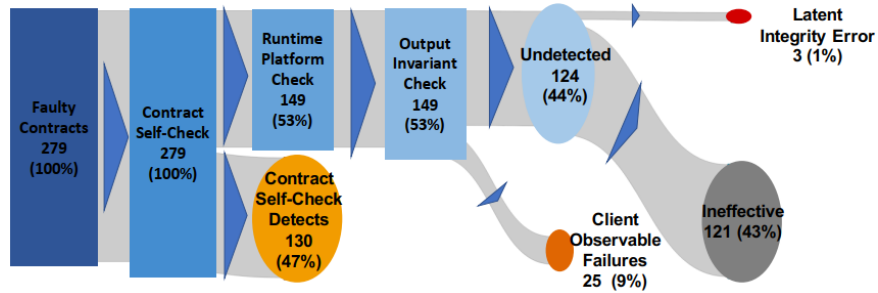 Faulty
Contracts
279
(100%)
Contract
Self-Check
279
(100%)
Runtime
Platform
Check
149
(53%)
Contract
Self-Check
Detects
130
(47%)
Output
Invariant
Check
149
(53%)
Undetected
124
(44%)
Latent
Integrity Error
3 (1%)
Client
Observable
Failures
25 (9%)
Ineffective
121 (43%)